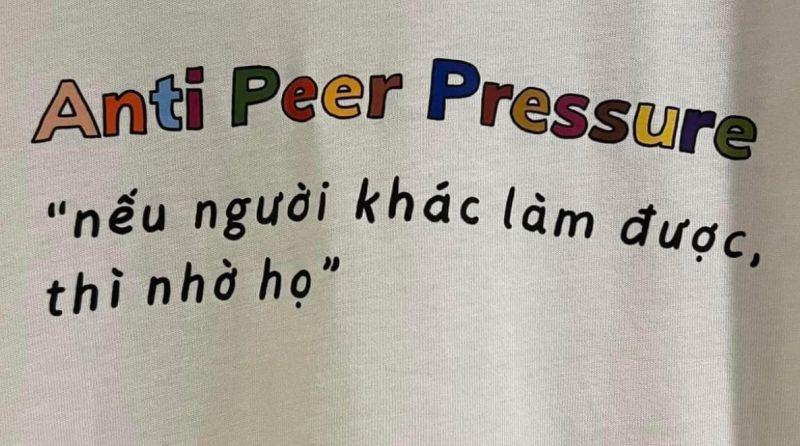 Anti Peer Pressure
“nếu người khác làm được,
thì nhờ họ”